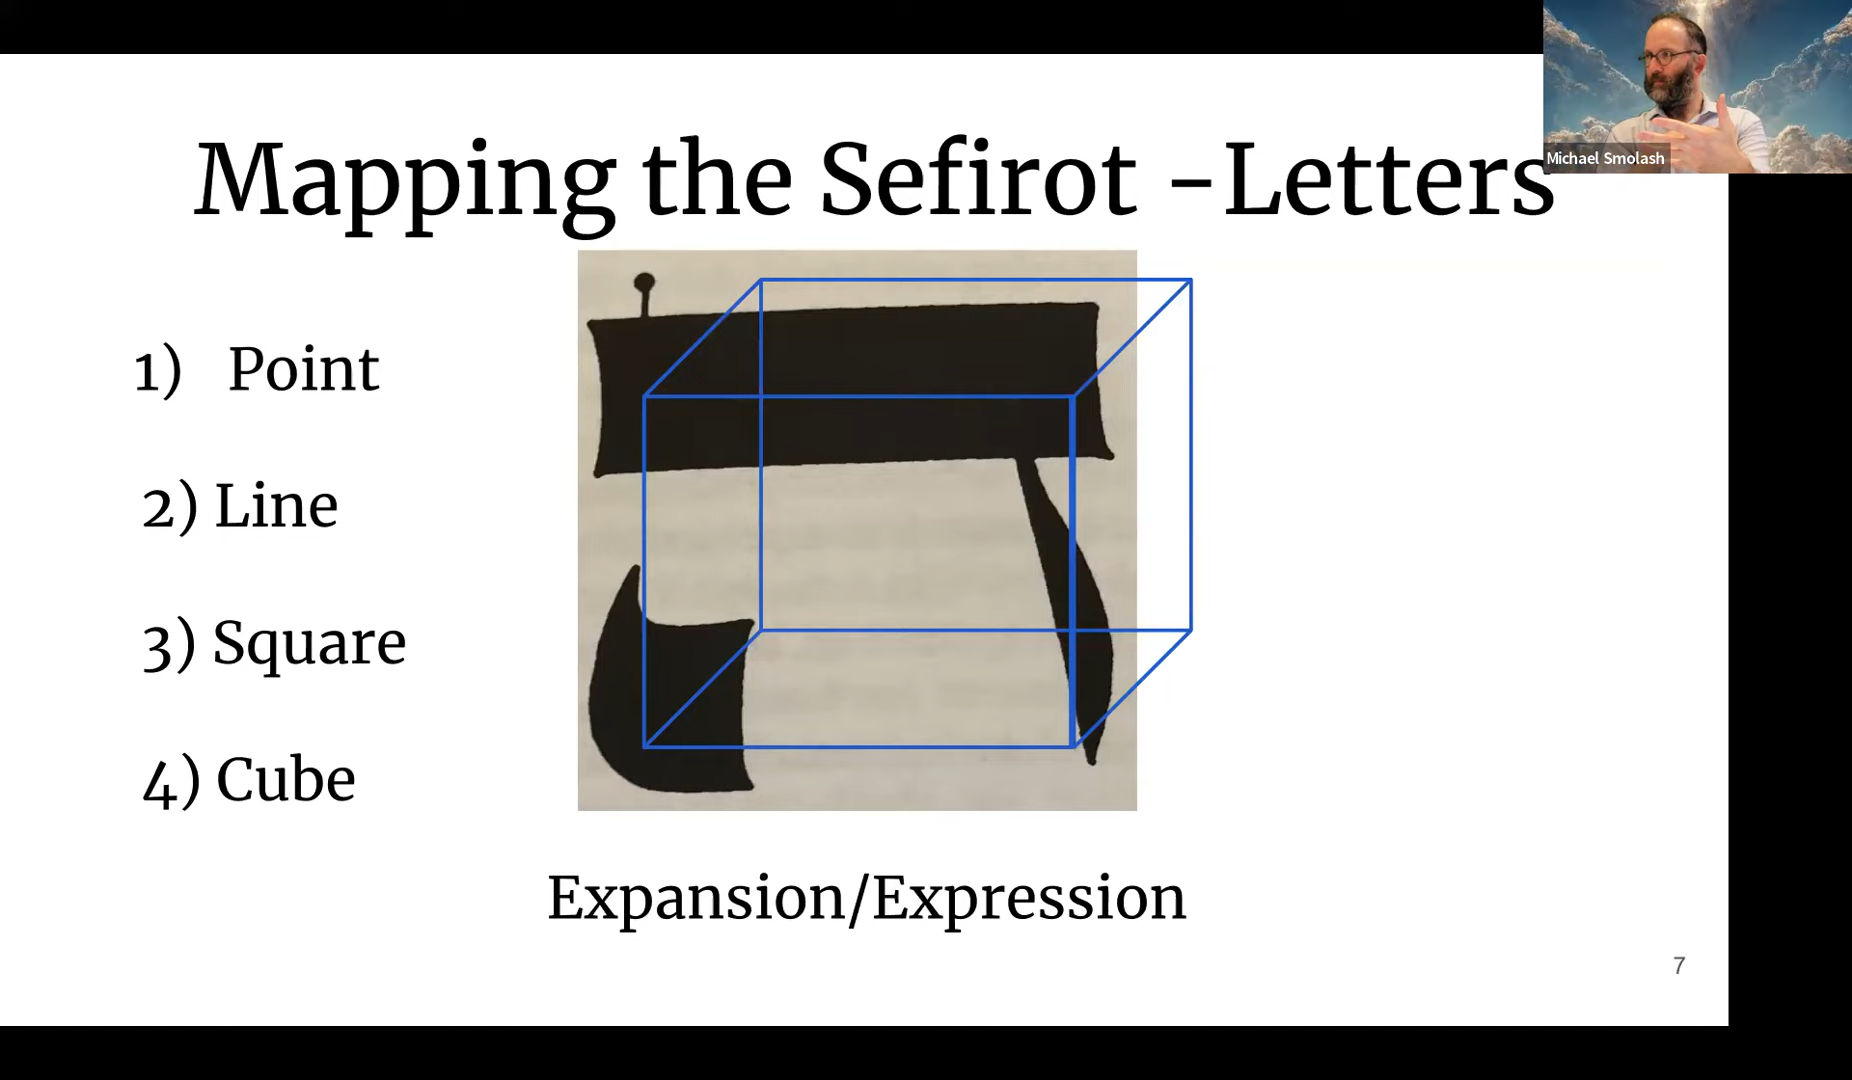 Michael Smolash
Mapping the Sefirot -Letters
1) Point
2) Line
3) Square
4) Cube
ה
Expansion/Expression
7